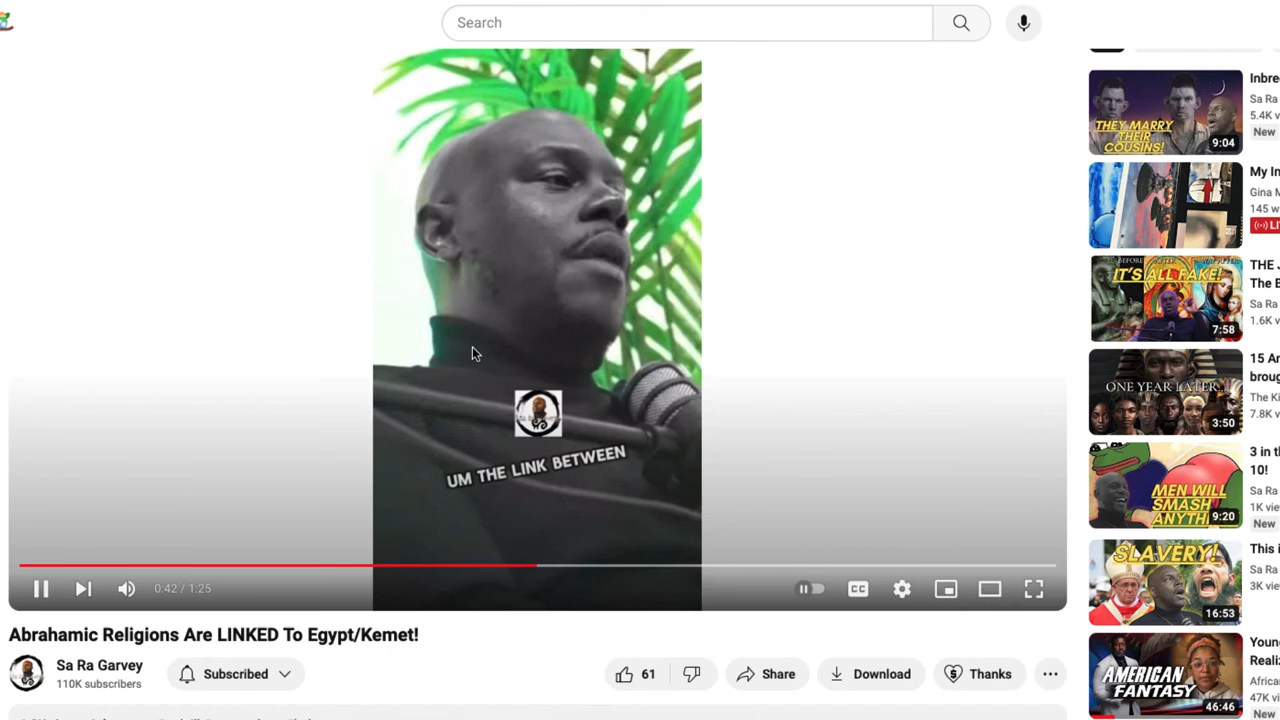 Search
UM THE LINK BETWEEN
0:42 / 1:25
CC
Abrahamic Religions Are LINKED To Egypt/Kemet!
Sa Ra Garvey
110K subscribers
Subscribed
61
Share
Download
Thanks
THEY MARRY
THEIR
COUSINS!
9:04
Inbre
Sa Ra
5.4K v
New
My In
Gina M
145 w
LI
IT'S ALL FAKE!
7:58
THE J
The B
Sa Ra
1.6K v
ONE YEAR LATER...
3:50
15 An
broug
The Ki
7.8K v
MEN WILL
SMASH
ANYTH
9:20
3 in th
10!
Sa Ra
1K vie
New
SLAVERY!
16:53
This i
Sa Ra
3K vie
AMERICAN
FANTASY
46:46
Young
Realiz
Africa
47K vi
New